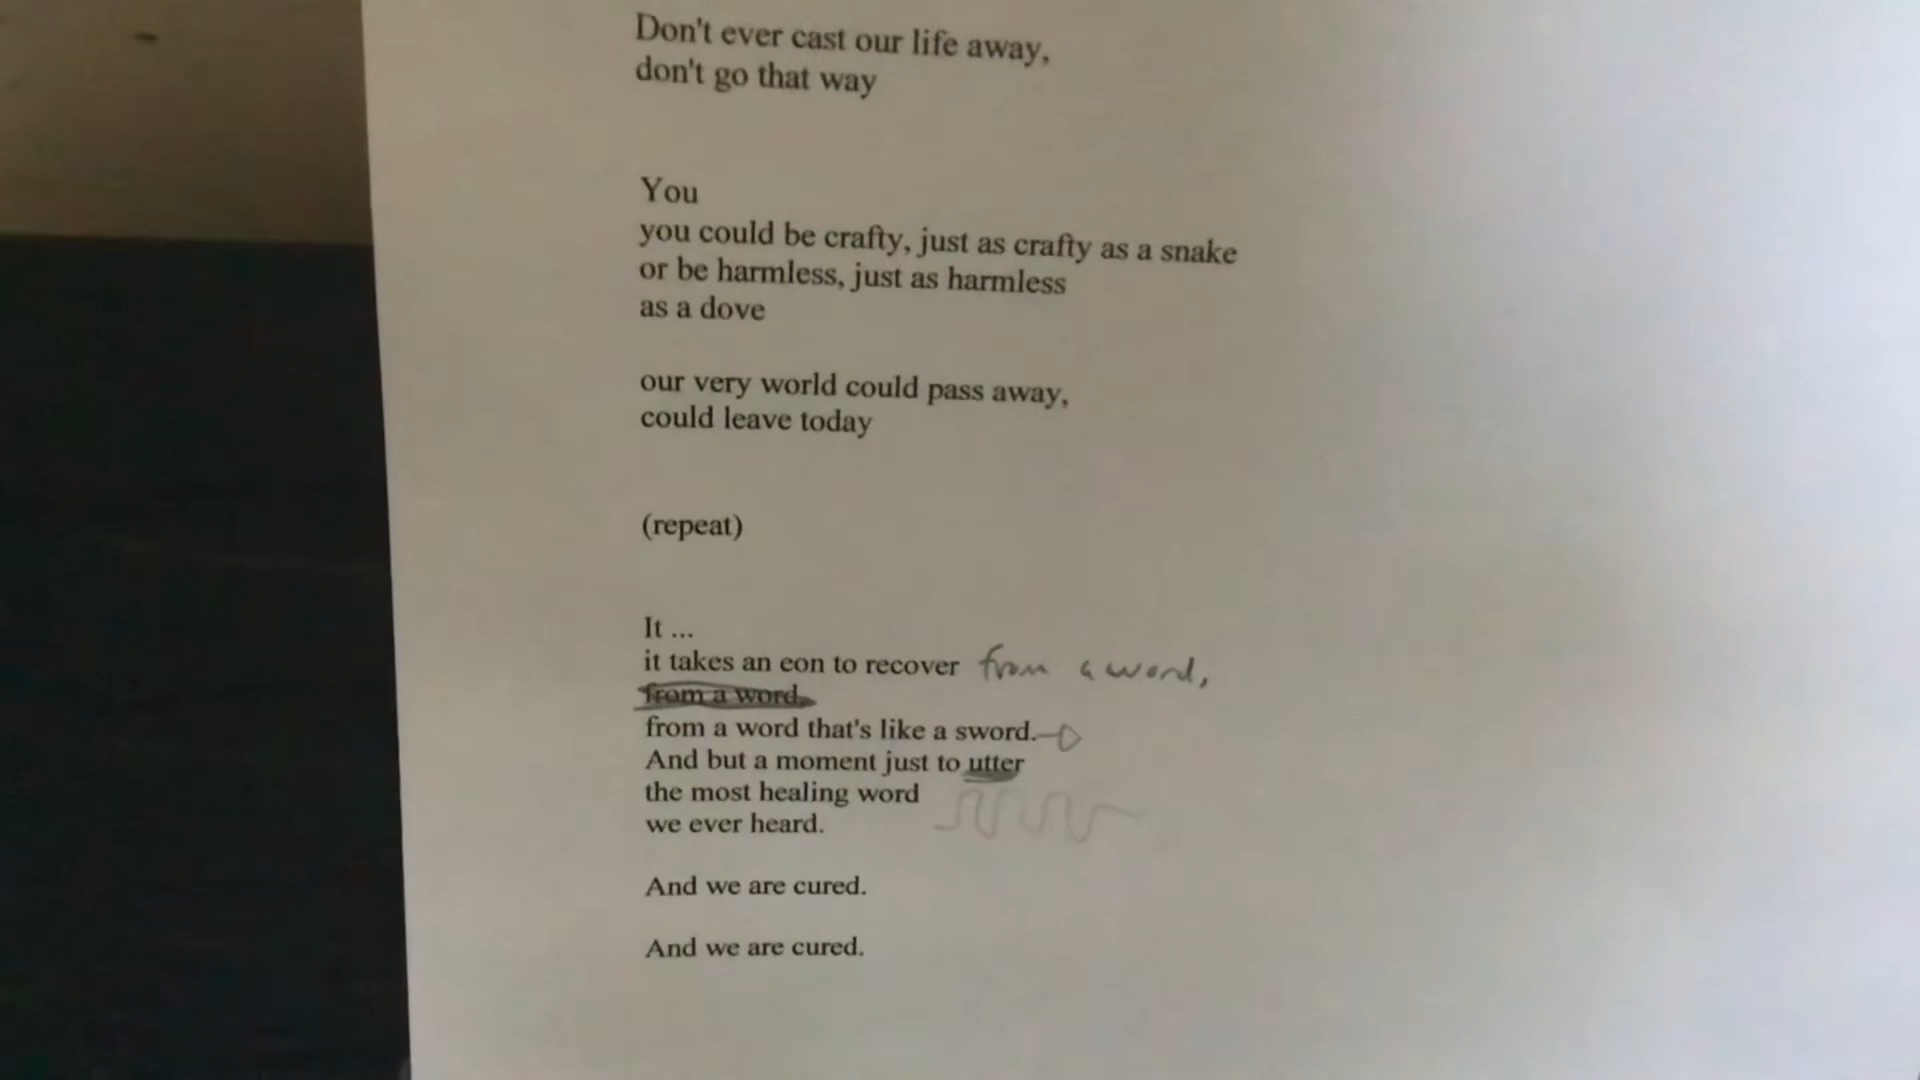 Don't ever cast our life away,
don't go that way
You
you could be crafty, just as crafty as a snake
or be harmless, just as harmless
as a dove
our very world could pass away,
could leave today
(repeat)
It ...
it takes an eon to recover from a word,
from a word,
from a word that's like a sword.
And but a moment just to utter
the most healing word
we ever heard.
And we are cured.
And we are cured.